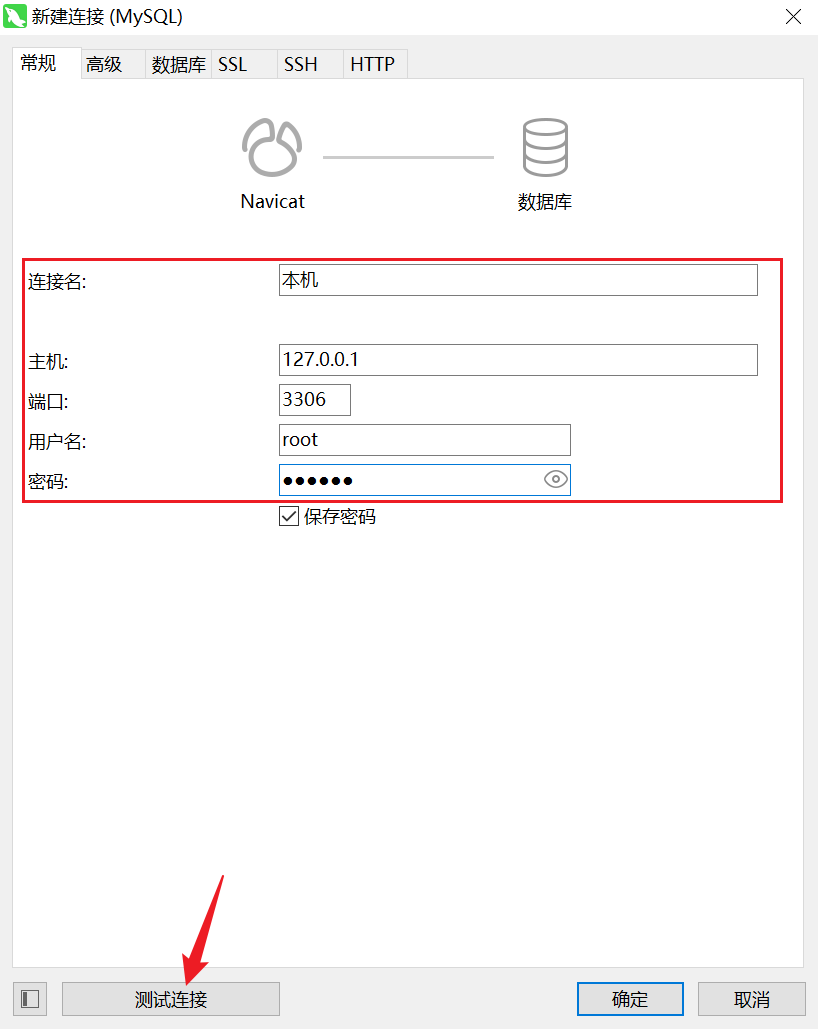 新建连接 (MySQL)
常规 高级 数据库 SSL SSH HTTP
Navicat 数据库
连接名: 本机
主机: 127.0.0.1
端口: 3306
用户名: root
密码: ●●●●●●
保存密码
测试连接 确定 取消